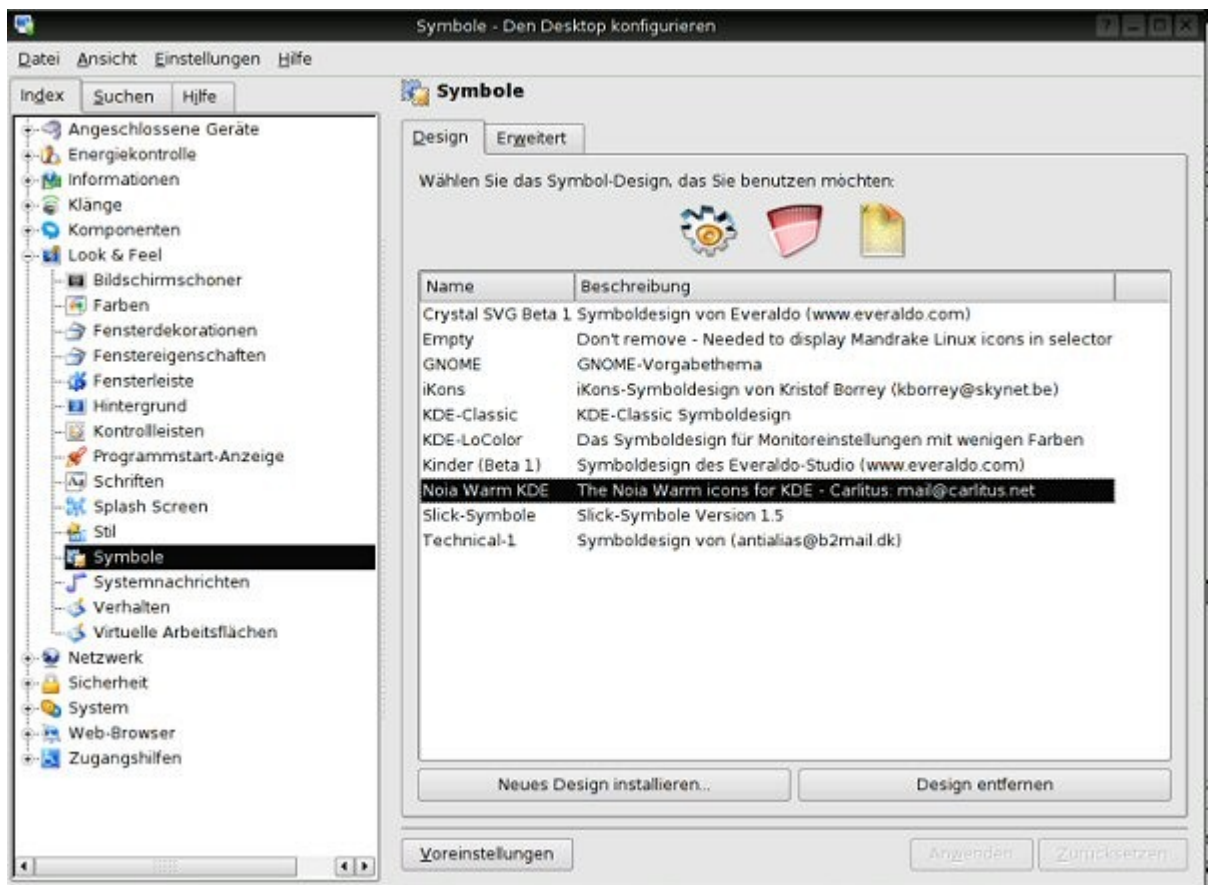 Symbole - Den Desktop konfigurieren
Datei Ansicht Einstellungen Hilfe
Index Suchen Hilfe
Angeschlossene Geräte
Energiekontrolle
Informationen
Klänge
Komponenten
Look & Feel
Bildschirmschoner
Farben
Fensterdekorationen
Fenstereigenschaften
Fensterleiste
Hintergrund
Kontrollleisten
Programmstart-Anzeige
Schriften
Splash Screen
Stil
Symbole
Systemnachrichten
Verhalten
Virtuelle Arbeitsflächen
Netzwerk
Sicherheit
System
Web-Browser
Zugangshilfen
Symbole
Design Erweitert
Wählen Sie das Symbol-Design, das Sie benutzen möchten:
Name Beschreibung
Crystal SVG Beta 1 Symboldesign von Everaldo (www.everaldo.com)
Empty Don't remove - Needed to display Mandrake Linux icons in selector
GNOME GNOME-Vorgabethema
iKons iKons-Symboldesign von Kristof Borrey (kborrey@skynet.be)
KDE-Classic KDE-Classic Symboldesign
KDE-LoColor Das Symboldesign für Monitoreinstellungen mit wenigen Farben
Kinder (Beta 1) Symboldesign des Everaldo-Studio (www.everaldo.com)
Noia Warm KDE The Noia Warm icons for KDE - Carlitus: mail@carlitus.net
Slick-Symbole Slick-Symbole Version 1.5
Technical-1 Symboldesign von (antialias@b2mail.dk)
Neues Design installieren... Design entfernen
Voreinstellungen Anwenden Zurücksetzen